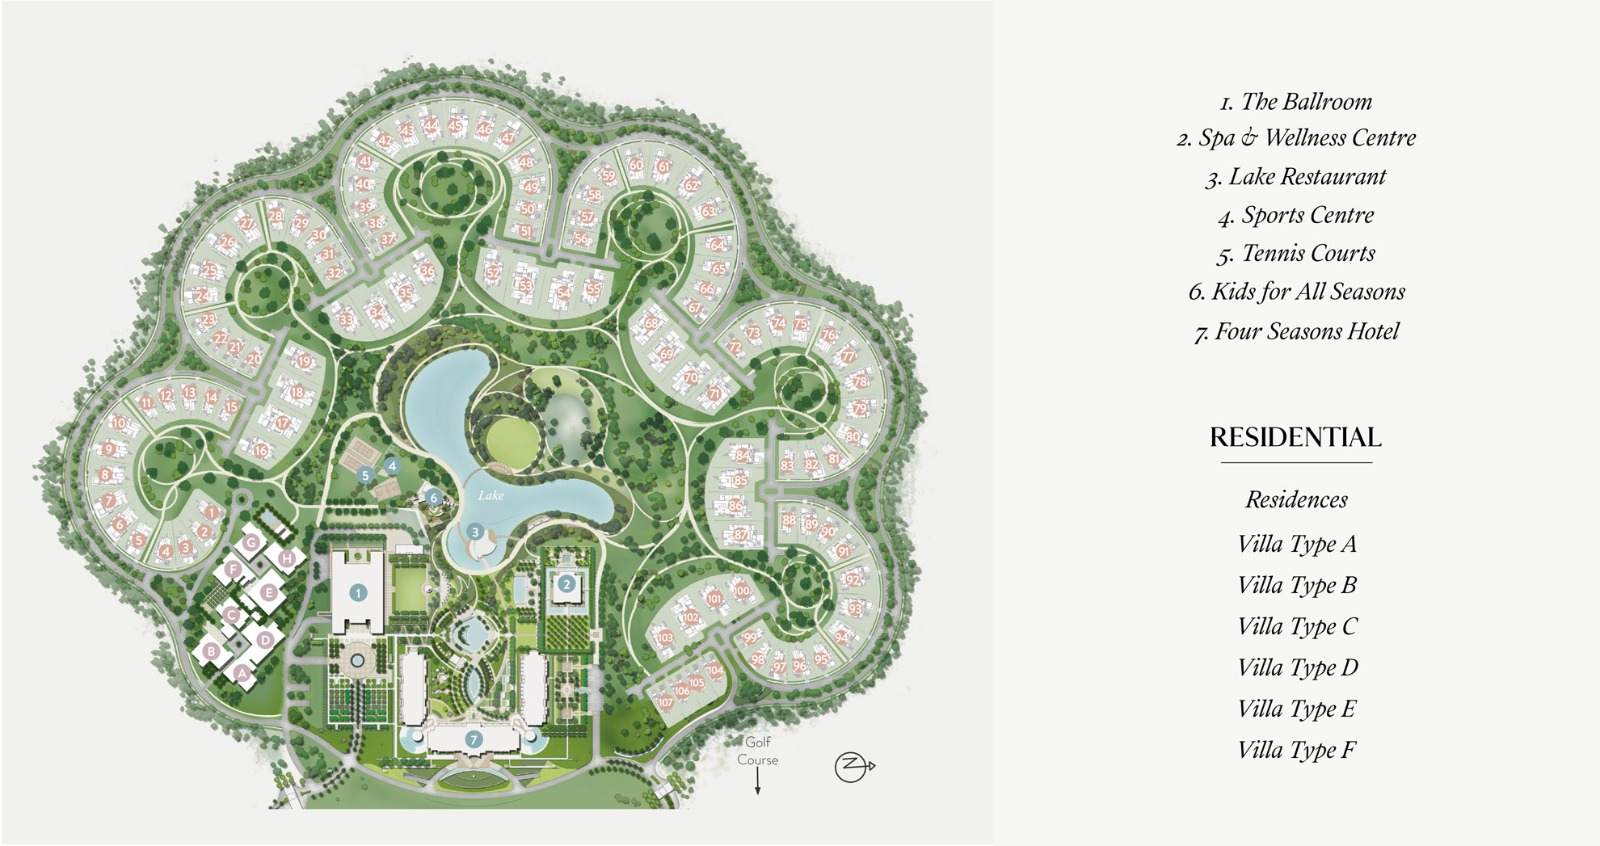 43 44 45 46 47
42 48
41 49
40 50
39 51
38
37
36
35
34
33
59 60 61 62
58 63
57 64
56 65
66
67
52 53 54 55
27 28 29 30
26 31
25 32
24
23
22 21 20
19
18
17
16
68
69
70
71
72 73 74 75 76
77
78
79
80
81
82
83
11 12 13 14 15
10
9
8
7
6
5
4 3 2 1
84
85
86
87
88 89 90
91
92
93
94
95
96
97
98
99
100
101
102
103
104
105
106
107
4
5
6
Lake
3
1
2
7
G
H
F
E
C
D
B
A
Golf
Course
N
1. The Ballroom
2. Spa & Wellness Centre
3. Lake Restaurant
4. Sports Centre
5. Tennis Courts
6. Kids for All Seasons
7. Four Seasons Hotel
RESIDENTIAL
Residences
Villa Type A
Villa Type B
Villa Type C
Villa Type D
Villa Type E
Villa Type F